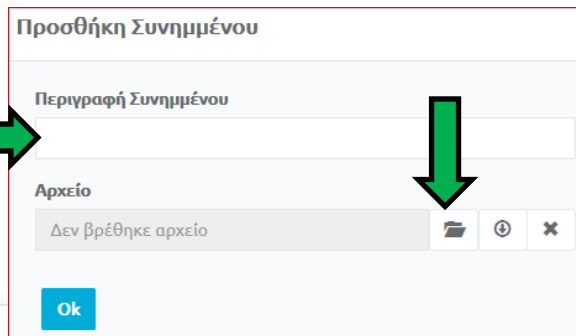 Προσθήκη Συνημμένου
Περιγραφή Συνημμένου
Αρχείο
Δεν βρέθηκε αρχείο
Ok